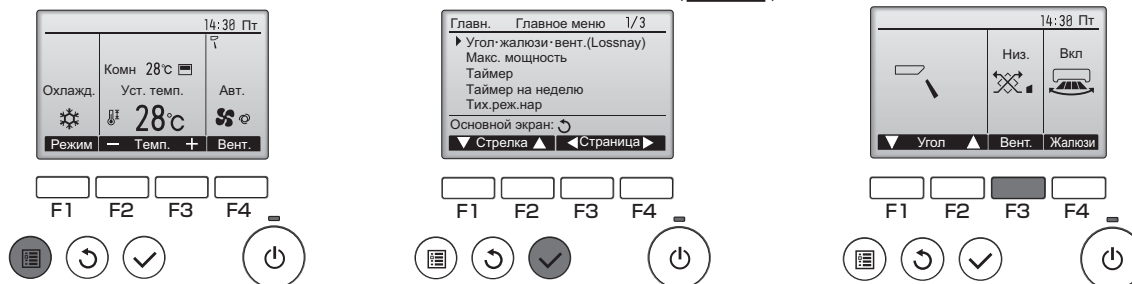 14:30 Пт
Комн 28°C
Охлажд. Уст. темп. Авт.
28°C
Режим — Темп. + Вент.
F1 F2 F3 F4
Главн. Главное меню 1/3
Угол·жалюзи·вент.(Lossnay)
Макс. мощность
Таймер
Таймер на неделю
Тих.реж.нар
Основной экран:
Стрелка Страница
F1 F2 F3 F4
14:30 Пт
Низ. Вкл
Угол Вент. Жалюзи
F1 F2 F3 F4